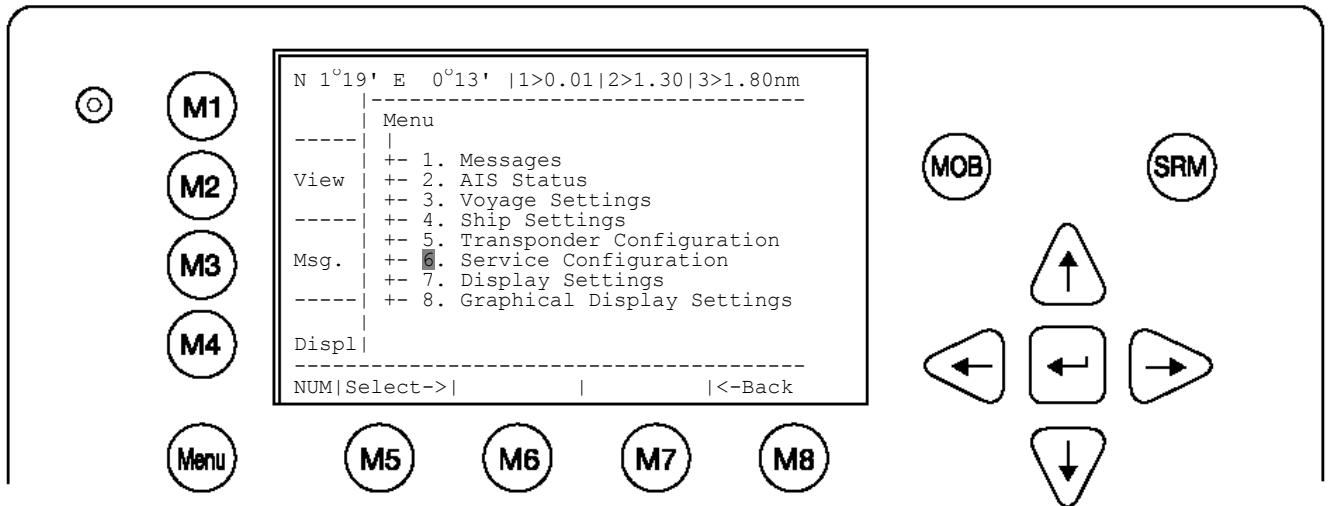 N 1°19' E 0°13' |1>0.01|2>1.30|3>1.80nm
|----------------------------------
| Menu
-----| |
| +- 1. Messages
View | +- 2. AIS Status
| +- 3. Voyage Settings
-----| +- 4. Ship Settings
| +- 5. Transponder Configuration
Msg. | +- 6. Service Configuration
| +- 7. Display Settings
-----| +- 8. Graphical Display Settings
|
Displ|
----------------------------------------
NUM|Select->| | |<-Back
M1
M2
M3
M4
Menu
M5
M6
M7
M8
MOB
SRM